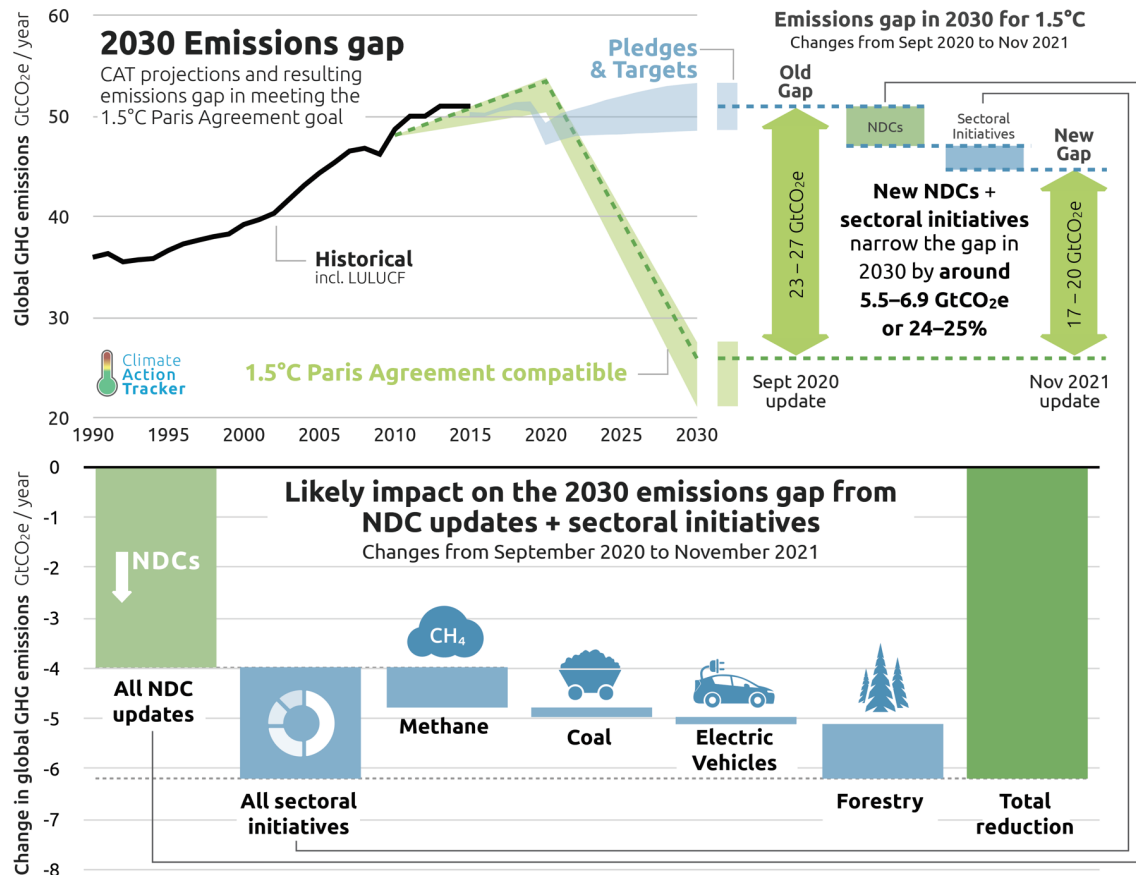 2030 Emissions gap
CAT projections and resulting
emissions gap in meeting the
1.5°C Paris Agreement goal
Global GHG emissions GtCO₂e / year
60
50
40
30
20
1990
1995
2000
2005
2010
2015
2020
2025
2030
Historical
incl. LULUCF
Pledges
& Targets
1.5°C Paris Agreement compatible
Climate
Action
Tracker
Emissions gap in 2030 for 1.5°C
Changes from Sept 2020 to Nov 2021
Old
Gap
23 – 27 GtCO₂e
Sept 2020
update
NDCs
Sectoral
Initiatives
New
Gap
17 – 20 GtCO₂e
Nov 2021
update
New NDCs +
sectoral initiatives
narrow the gap in
2030 by around
5.5–6.9 GtCO₂e
or 24–25%
Likely impact on the 2030 emissions gap from
NDC updates + sectoral initiatives
Changes from September 2020 to November 2021
Change in global GHG emissions GtCO₂e / year
0
-1
-2
-3
-4
-5
-6
-7
-8
NDCs
All NDC
updates
All sectoral
initiatives
CH₄
Methane
Coal
Electric
Vehicles
Forestry
Total
reduction